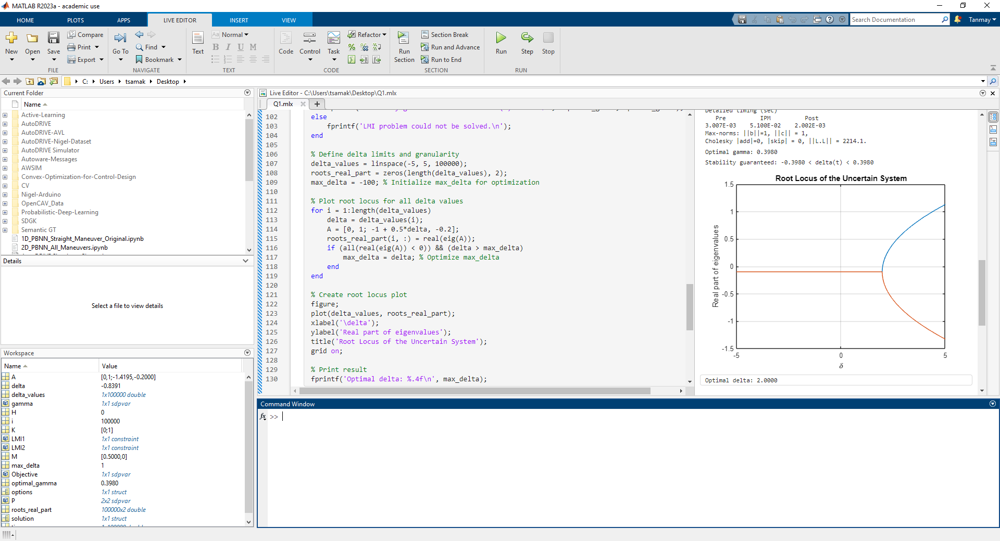 MATLAB R2023a - academic use
HOME PLOTS APPS LIVE EDITOR INSERT VIEW
Search Documentation
Tanmay
New Open Save
Compare
Print
Export
FILE
Go To
Find
Bookmark
NAVIGATE
Text
Aa Normal
B I U M
TEXT
Code Control Task
Refactor
CODE
Run Section
Section Break
Run and Advance
Run to End
SECTION
Run Step Stop
RUN
C: Users tsamak Desktop
Current Folder
Name
Active-Learning
AutoDRIVE
AutoDRIVE-AVL
AutoDRIVE-Nigel-Dataset
AutoDRIVE Simulator
Autoware-Messages
AWSIM
Convex-Optimization-for-Control-Design
CV
Nigel-Arduino
OpenCAV_Data
Probabilistic-Deep-Learning
SDGK
Semantic GT
1D_PBNN_Straight_Maneuver_Original.ipynb
2D_PBNN_All_Maneuvers.ipynb
Details
Select a file to view details
Workspace
Name Value
A [0,1;-1.4195,-0.2000]
delta -0.8391
delta_values 1x100000 double
gamma 1x1 sdpvar
H 0
i 100000
K [0;1]
LMI1 1x1 constraint
LMI2 1x1 constraint
M [0.5000,0]
max_delta 1
Objective 1x1 sdpvar
optimal_gamma 0.3980
options 1x1 struct
P 2x2 sdpvar
roots_real_part 100000x2 double
solution 1x1 struct
Live Editor - C:\Users\tsamak\Desktop\Q1.mlx
Q1.mlx
102 else
103 fprintf('LMI problem could not be solved.\n');
104 end
105
106 % Define delta limits and granularity
107 delta_values = linspace(-5, 5, 100000);
108 roots_real_part = zeros(length(delta_values), 2);
109 max_delta = -100; % Initialize max_delta for optimization
110
111 % Plot root locus for all delta values
112 for i = 1:length(delta_values)
113 delta = delta_values(i);
114 A = [0, 1; -1 + 0.5*delta, -0.2];
115 roots_real_part(i, :) = real(eig(A));
116 if (all(real(eig(A)) < 0)) && (delta > max_delta)
117 max_delta = delta; % Optimize max_delta
118 end
119 end
120
121 % Create root locus plot
122 figure;
123 plot(delta_values, roots_real_part);
124 xlabel('\delta');
125 ylabel('Real part of eigenvalues');
126 title('Root Locus of the Uncertain System');
127 grid on;
128
129 % Print result
130 fprintf('Optimal delta: %.4f\n', max_delta);
Detailed timing (sec)
Pre IPM Post
3.007E-03 5.100E-02 2.002E-03
Max-norms: ||b||=1, ||c|| = 1,
Cholesky |add|=0, |skip| = 0, ||L.L|| = 2214.1.
Optimal gamma: 0.3980
Stability guaranteed: -0.3980 < delta(t) < 0.3980
Root Locus of the Uncertain System
Real part of eigenvalues
1.5
1
0.5
0
-0.5
-1
-1.5
-5 0 5
δ
Optimal delta: 2.0000
Command Window
fx >>